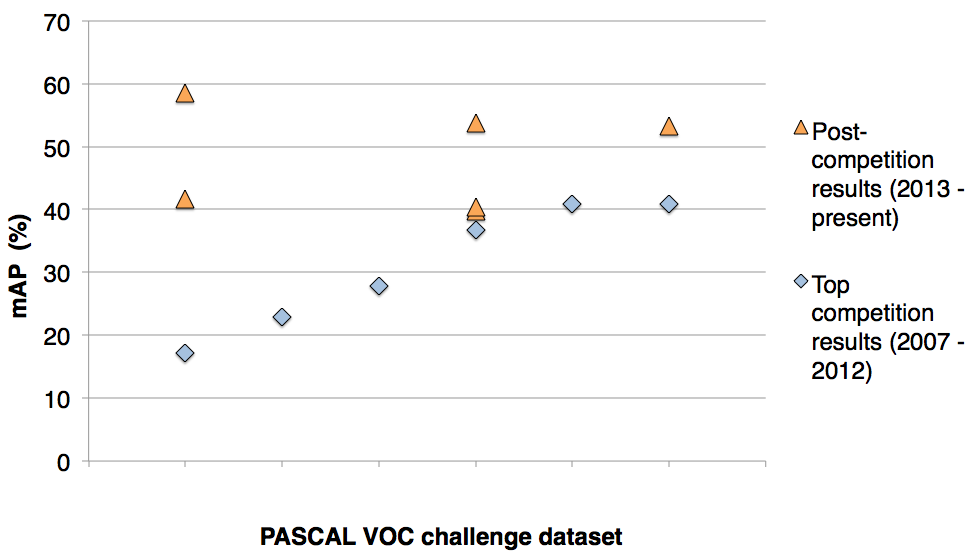 70
60
50
40
30
20
10
0
mAP (%)
PASCAL VOC challenge dataset
Post-
competition
results (2013 -
present)
Top
competition
results (2007 -
2012)